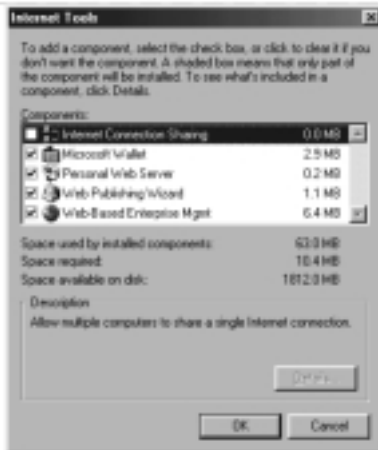 Internet Tools
To add a component, select the check box, or click to clear it if you
don't want the component. A shaded box means that only part of
the component will be installed. To see what's included in a
component, click Details.
Components:
Internet Connection Sharing 0.0 MB
Microsoft Wallet 2.9 MB
Personal Web Server 0.2 MB
Web Publishing Wizard 1.1 MB
Web-Based Enterprise Mgmt 6.4 MB
Space used by installed components: 63.0 MB
Space required: 10.4 MB
Space available on disk: 1812.0 MB
Description
Allow multiple computers to share a single Internet connection.
Details...
OK Cancel